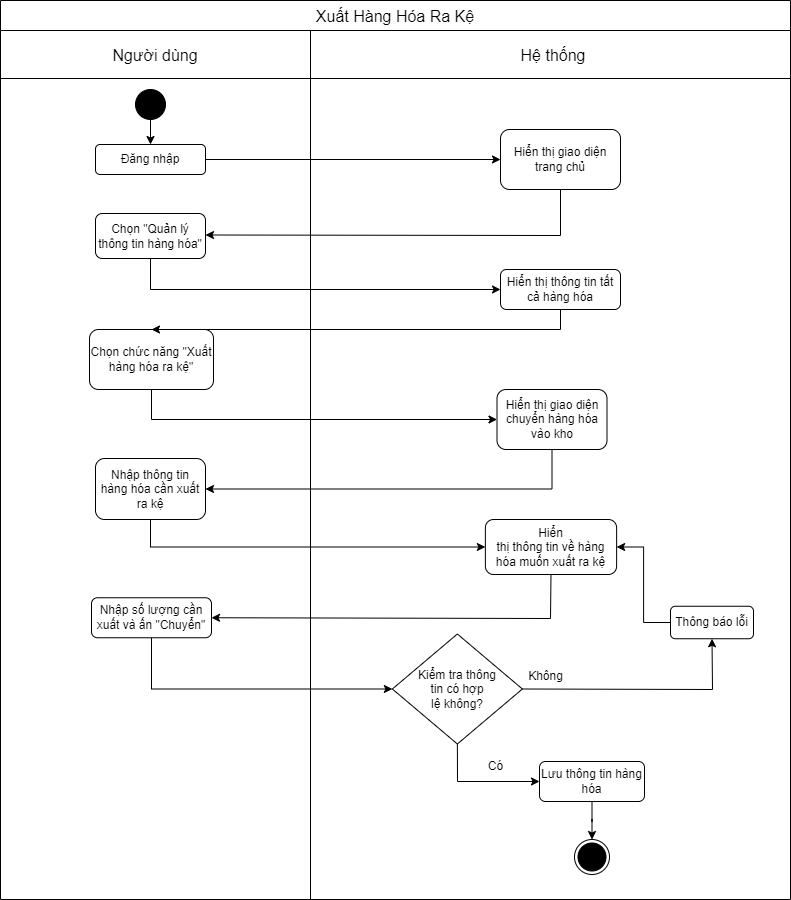 Xuất Hàng Hóa Ra Kệ
Người dùng
Hệ thống
Đăng nhập
Hiển thị giao diện
trang chủ
Chọn "Quản lý
thông tin hàng hóa"
Hiển thị thông tin tất
cả hàng hóa
Chọn chức năng "Xuất
hàng hóa ra kệ"
Hiển thị giao diện
chuyển hàng hóa
vào kho
Nhập thông tin
hàng hóa cần xuất
ra kệ
Hiển
thị thông tin về hàng
hóa muốn xuất ra kệ
Nhập số lượng cần
xuất và ấn "Chuyển"
Thông báo lỗi
Kiểm tra thông
tin có hợp
lệ không?
Không
Có
Lưu thông tin hàng
hóa